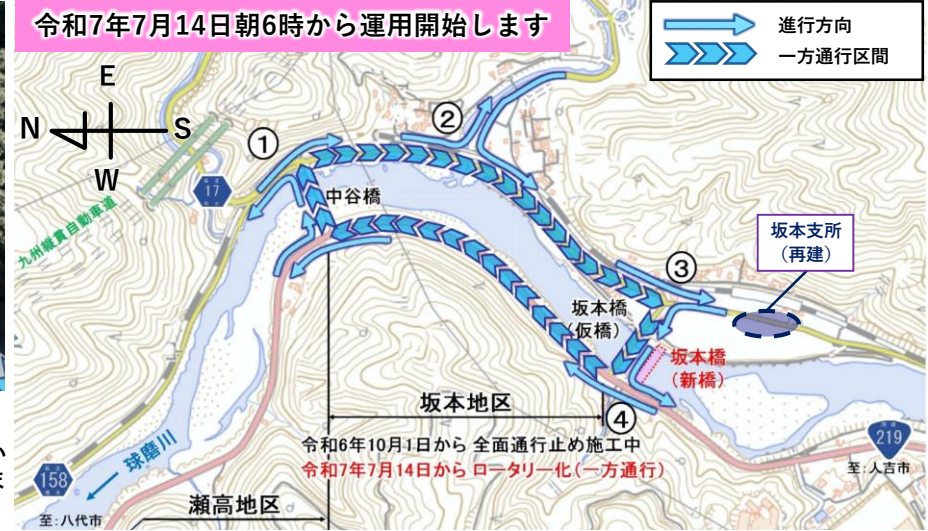 令和7年7月14日朝6時から運用開始します
進行方向
一方通行区間
E
N
S
W
①
②
③
④
17
九州縦貫自動車道
中谷橋
坂本支所
（再建）
坂本橋
（仮橋）
坂本橋
（新橋）
坂本地区
令和6年10月1日から 全面通行止め施工中
令和7年7月14日から ロータリー化（一方通行）
瀬高地区
球磨川
158
至：八代市
219
至：人吉市